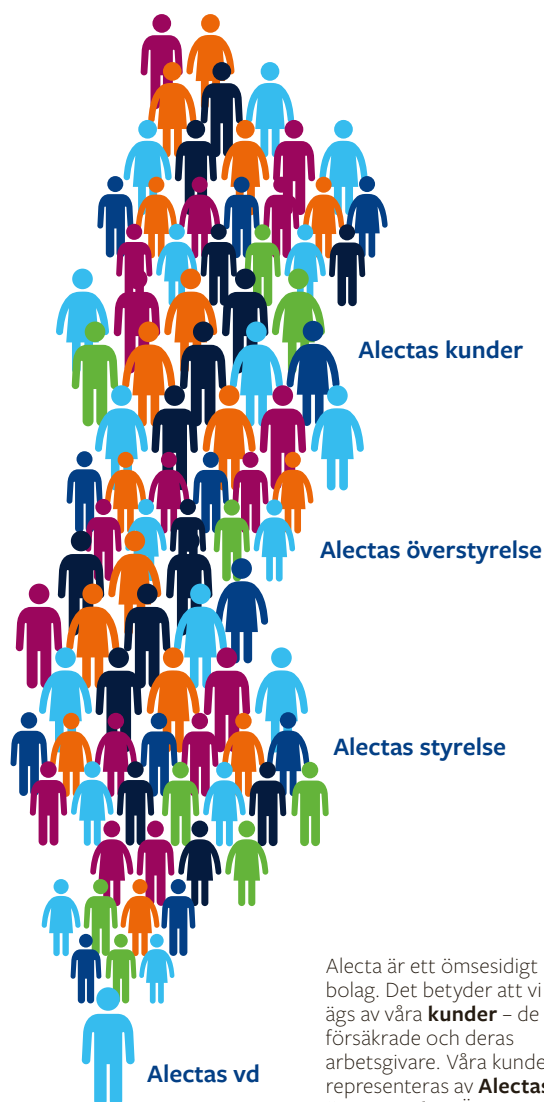 Alectas kunder
Alectas överstyrelse
Alectas styrelse
Alectas vd
Alecta är ett ömsesidigt
bolag. Det betyder att vi
ägs av våra kunder – de
försäkrade och deras
arbetsgivare. Våra kunde
representeras av Alectas